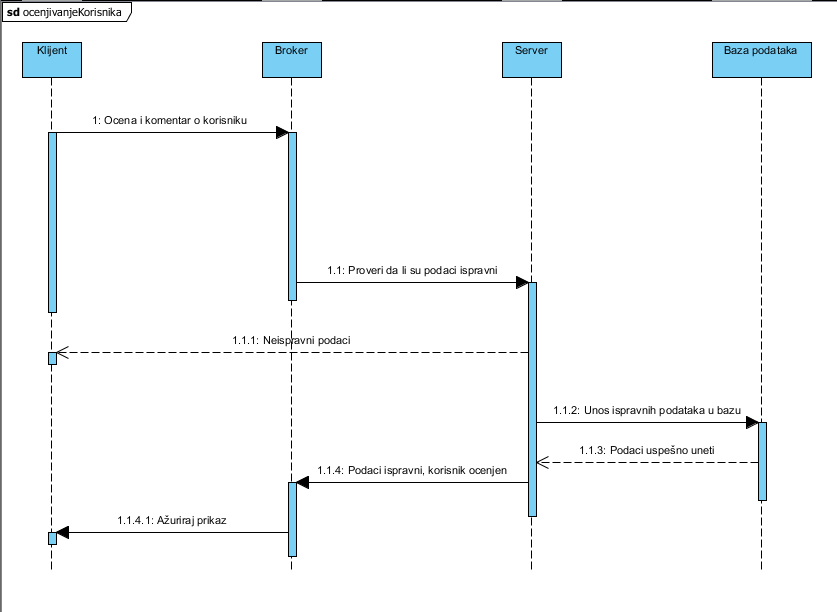 sd ocenjivanjeKorisnika
Klijent
Broker
Server
Baza podataka
1: Ocena i komentar o korisniku
1.1: Proveri da li su podaci ispravni
1.1.1: Neispravni podaci
1.1.2: Unos ispravnih podataka u bazu
1.1.3: Podaci uspešno uneti
1.1.4: Podaci ispravni, korisnik ocenjen
1.1.4.1: Ažuriraj prikaz